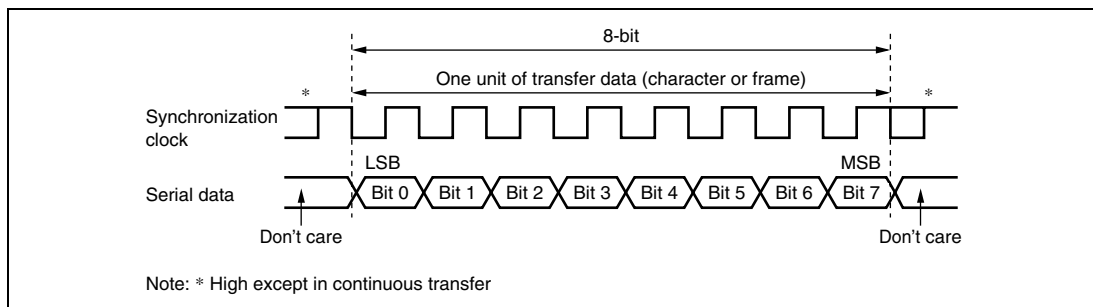 8-bit
One unit of transfer data (character or frame)
*
*
Synchronization
clock
LSB
MSB
Serial data
Bit 0 Bit 1 Bit 2 Bit 3 Bit 4 Bit 5 Bit 6 Bit 7
Don't care
Don't care
Note: * High except in continuous transfer